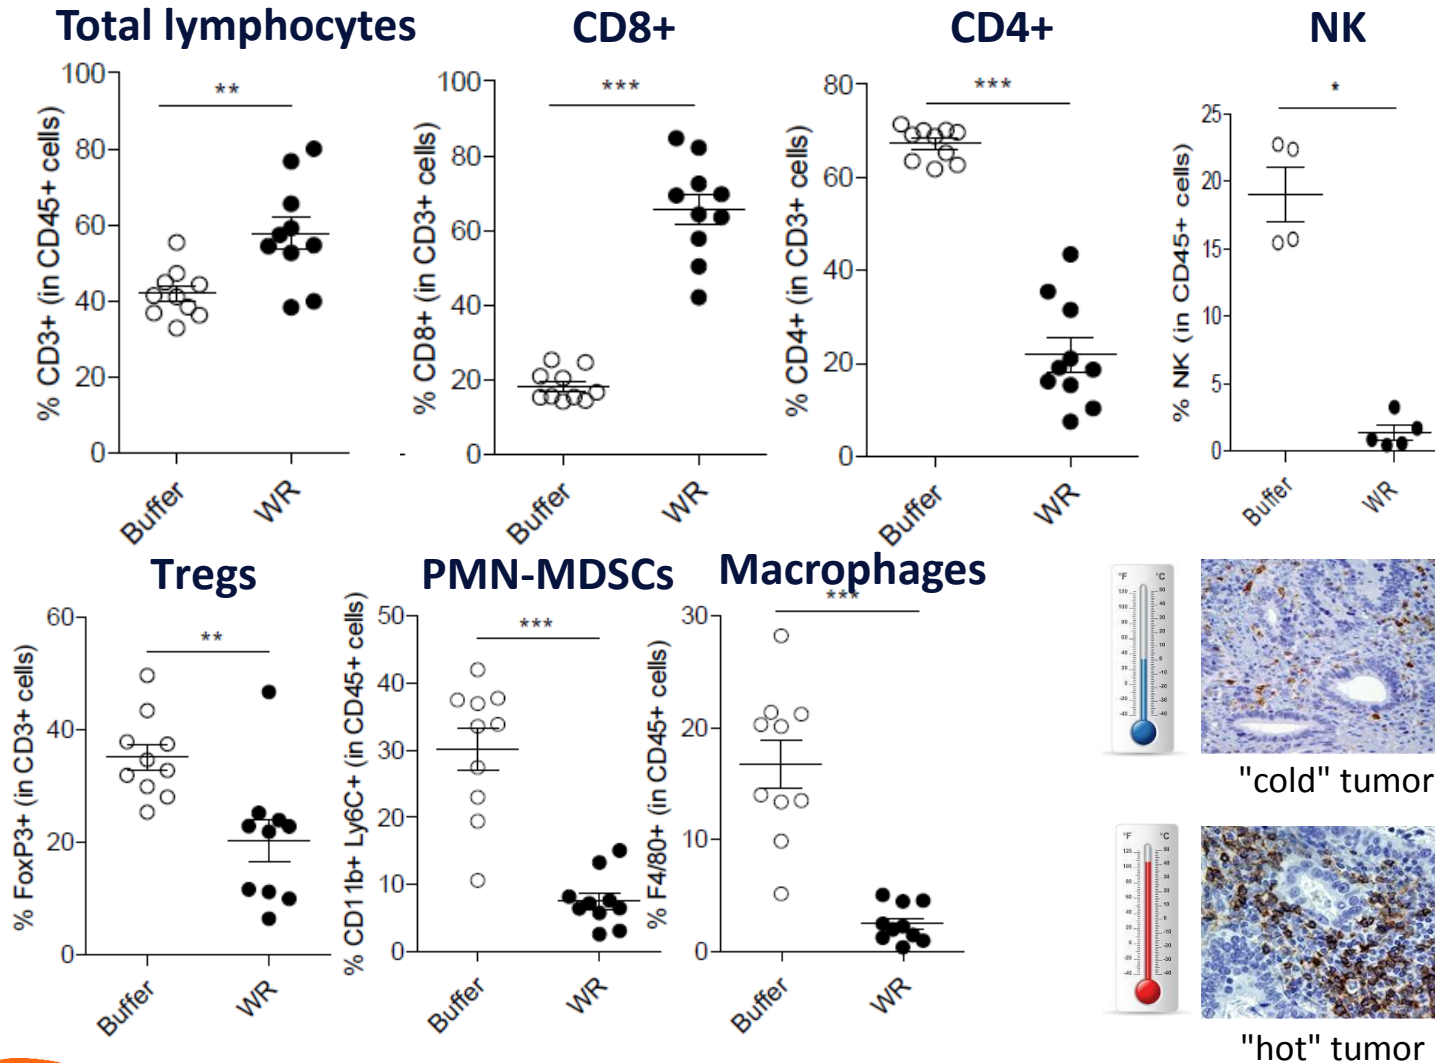 Total lymphocytes
CD8+
CD4+
NK
% CD3+ (in CD45+ cells)
100
80
60
40
20
0
**
Buffer
WR
% CD8+ (in CD3+ cells)
100
80
60
40
20
0
***
Buffer
WR
% CD4+ (in CD3+ cells)
80
60
40
20
0
***
Buffer
WR
% NK (in CD45+ cells)
25
20
15
10
5
0
*
Buffer
WR
Tregs
PMN-MDSCs
Macrophages
% FoxP3+ (in CD3+ cells)
60
40
20
0
**
Buffer
WR
% CD11b+ Ly6C+ (in CD45+ cells)
50
40
30
20
10
0
***
Buffer
WR
% F4/80+ (in CD45+ cells)
30
20
10
0
***
Buffer
WR
°F °C
"cold" tumor
°F °C
"hot" tumor